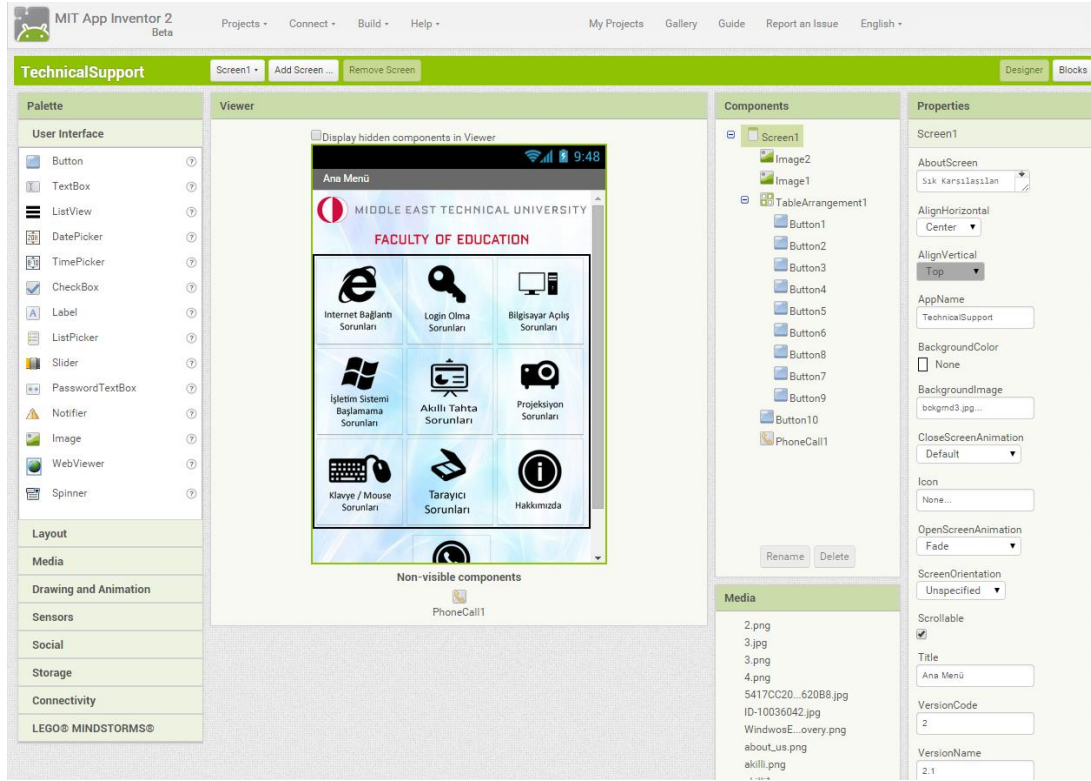 MIT App Inventor 2
Beta
Projects Connect Build Help My Projects Gallery Guide Report an Issue English
TechnicalSupport
Screen1 Add Screen ... Remove Screen Designer Blocks
Palette
User Interface
Button
TextBox
ListView
DatePicker
TimePicker
CheckBox
Label
ListPicker
Slider
PasswordTextBox
Notifier
Image
WebViewer
Spinner
Layout
Media
Drawing and Animation
Sensors
Social
Storage
Connectivity
LEGO® MINDSTORMS®
Viewer
Display hidden components in Viewer
9:48
Ana Menü
MIDDLE EAST TECHNICAL UNIVERSITY
FACULTY OF EDUCATION
Internet Bağlantı
Sorunları
Login Olma
Sorunları
Bilgisayar Açılış
Sorunları
İşletim Sistemi
Başlamama
Sorunları
Akıllı Tahta
Sorunları
Projeksiyon
Sorunları
Klavye / Mouse
Sorunları
Tarayıcı
Sorunları
Hakkımızda
Non-visible components
PhoneCall1
Components
Screen1
Image2
Image1
TableArrangement1
Button1
Button2
Button3
Button4
Button5
Button6
Button8
Button7
Button9
Button10
PhoneCall1
Rename Delete
Media
2.png
3.jpg
3.png
4.png
5417CC20...620B8.jpg
ID-10036042.jpg
WindwosE...overy.png
about_us.png
akilli.png
Properties
Screen1
AboutScreen
Sık Karşılaşılan
AlignHorizontal
Center
AlignVertical
Top
AppName
TechnicalSupport
BackgroundColor
None
BackgroundImage
bckgrnd3.jpg...
CloseScreenAnimation
Default
Icon
None...
OpenScreenAnimation
Fade
ScreenOrientation
Unspecified
Scrollable
Title
Ana Menü
VersionCode
2
VersionName
2.1